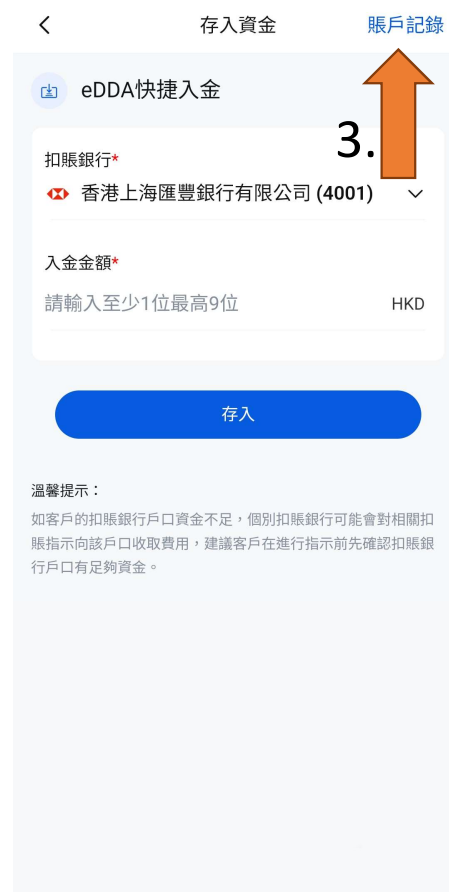 存入資金
賬戶記錄
eDDA快捷入金
3.
扣賬銀行*
香港上海匯豐銀行有限公司 (4001)
入金金額*
請輸入至少1位最高9位
HKD
存入
溫馨提示：
如客戶的扣賬銀行戶口資金不足，個別扣賬銀行可能會對相關扣
賬指示向該戶口收取費用，建議客戶在進行指示前先確認扣賬銀
行戶口有足夠資金。